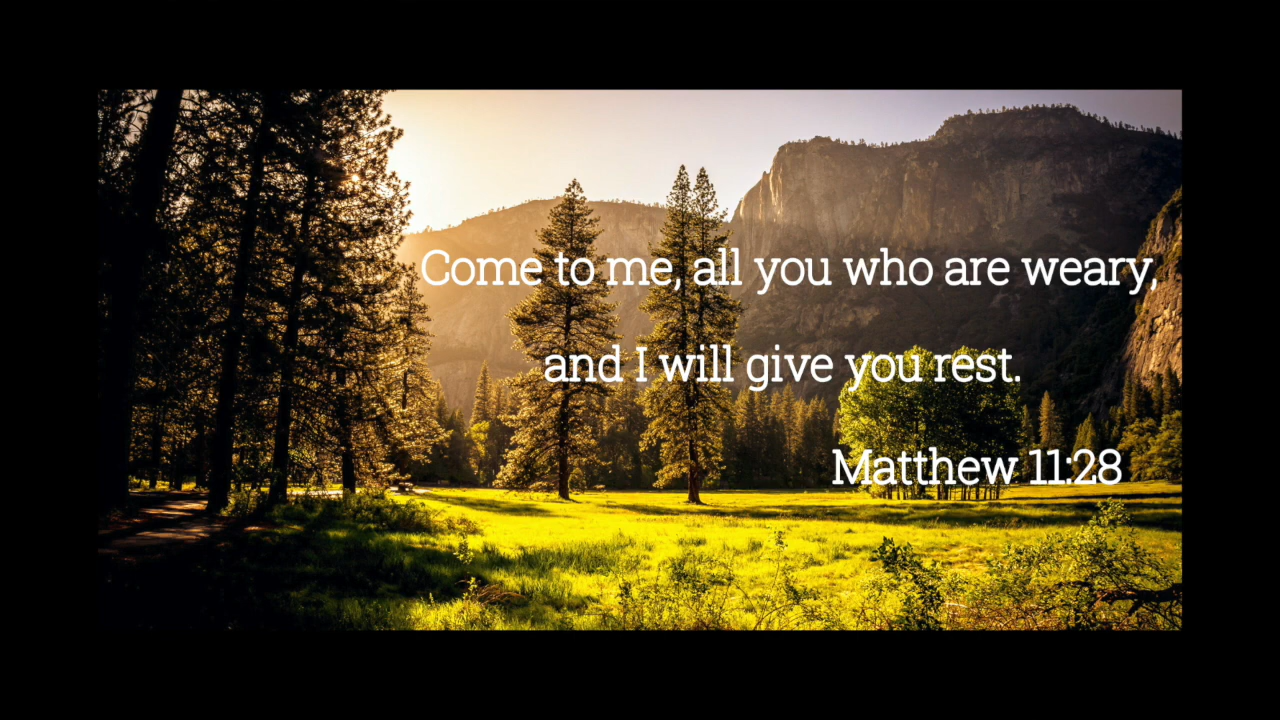 Come to me, all you who are weary,
and I will give you rest.
Matthew 11:28